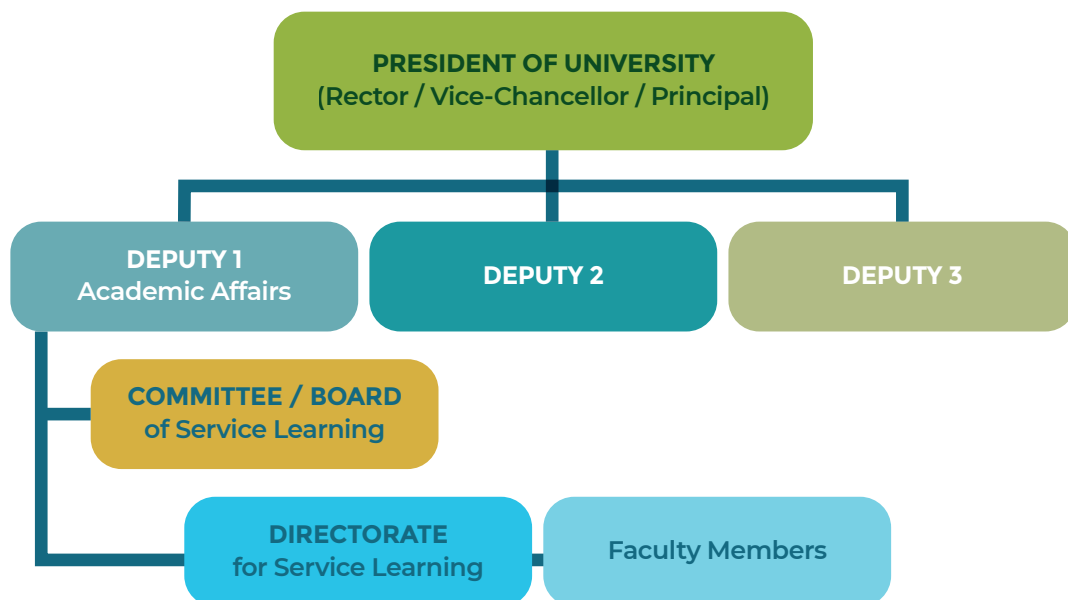 PRESIDENT OF UNIVERSITY
(Rector / Vice-Chancellor / Principal)
DEPUTY 1
Academic Affairs
DEPUTY 2
DEPUTY 3
COMMITTEE / BOARD
of Service Learning
DIRECTORATE
for Service Learning
Faculty Members